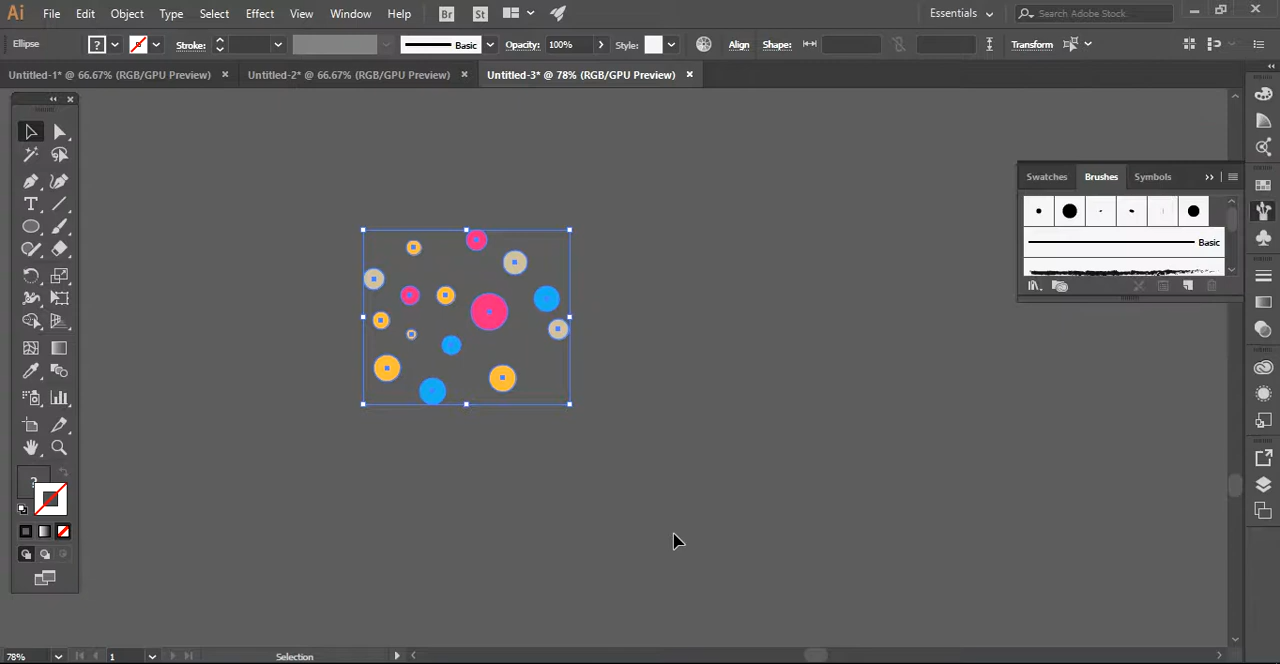 Ai File Edit Object Type Select Effect View Window Help Br St Essentials Search Adobe Stock
Ellipse ? Stroke: Basic Opacity: 100% Style: Align Shape: Transform
Untitled-1* @ 66.67% (RGB/GPU Preview) Untitled-2* @ 66.67% (RGB/GPU Preview) Untitled-3* @ 78% (RGB/GPU Preview)
Swatches Brushes Symbols
T
Basic
?
78% 1 Selection